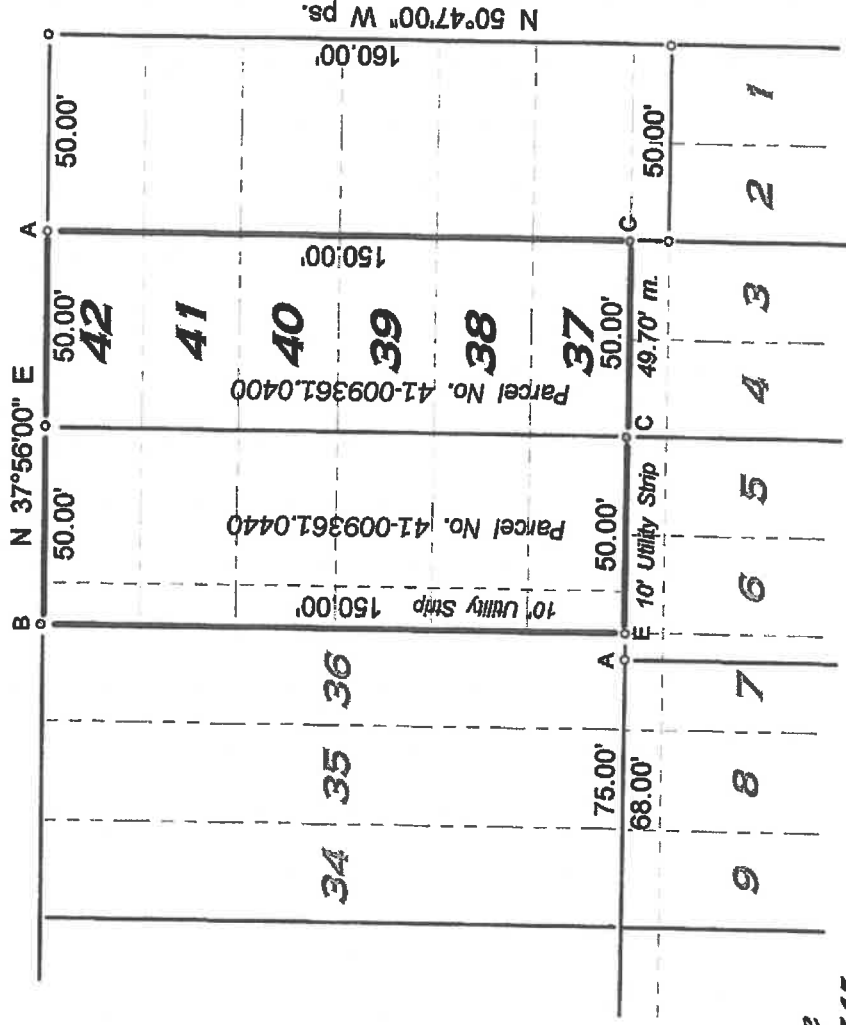 N 50°47'00" W ps.
N 37°56'00" E
B
50.00'
50.00'
A
50.00'
160.00'
42
41
40
39
38
37
150.00'
Parcel No. 41-009361.0400
Parcel No. 41-009361.0440
10' Utility Strip
150.00'
34
35
36
75.00'
68.00'
A
E
50.00'
C
50.00'
G
50.00'
10' Utility Strip
49.70' m.
9
8
7
6
5
4
3
2
1